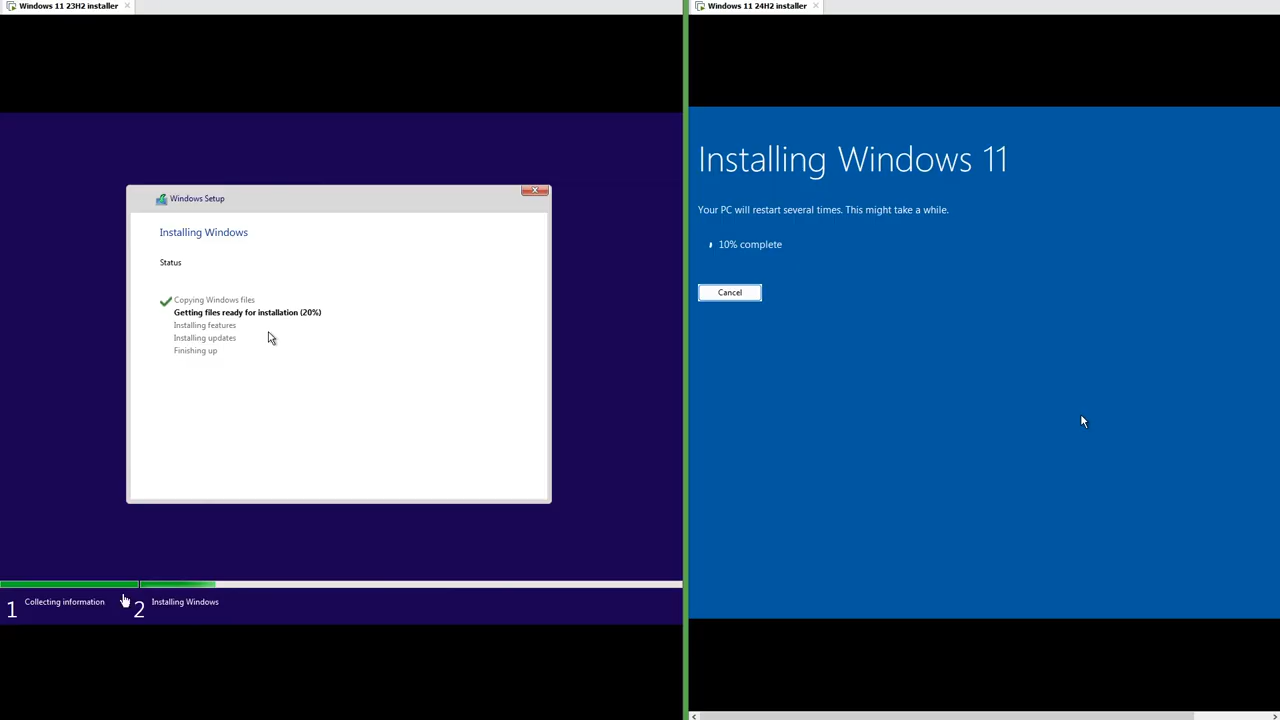 Windows 11 23H2 installer
Windows Setup
Installing Windows
Status
Copying Windows files
Getting files ready for installation (20%)
Installing features
Installing updates
Finishing up
1 Collecting information
2 Installing Windows
Windows 11 24H2 installer
Installing Windows 11
Your PC will restart several times. This might take a while.
10% complete
Cancel